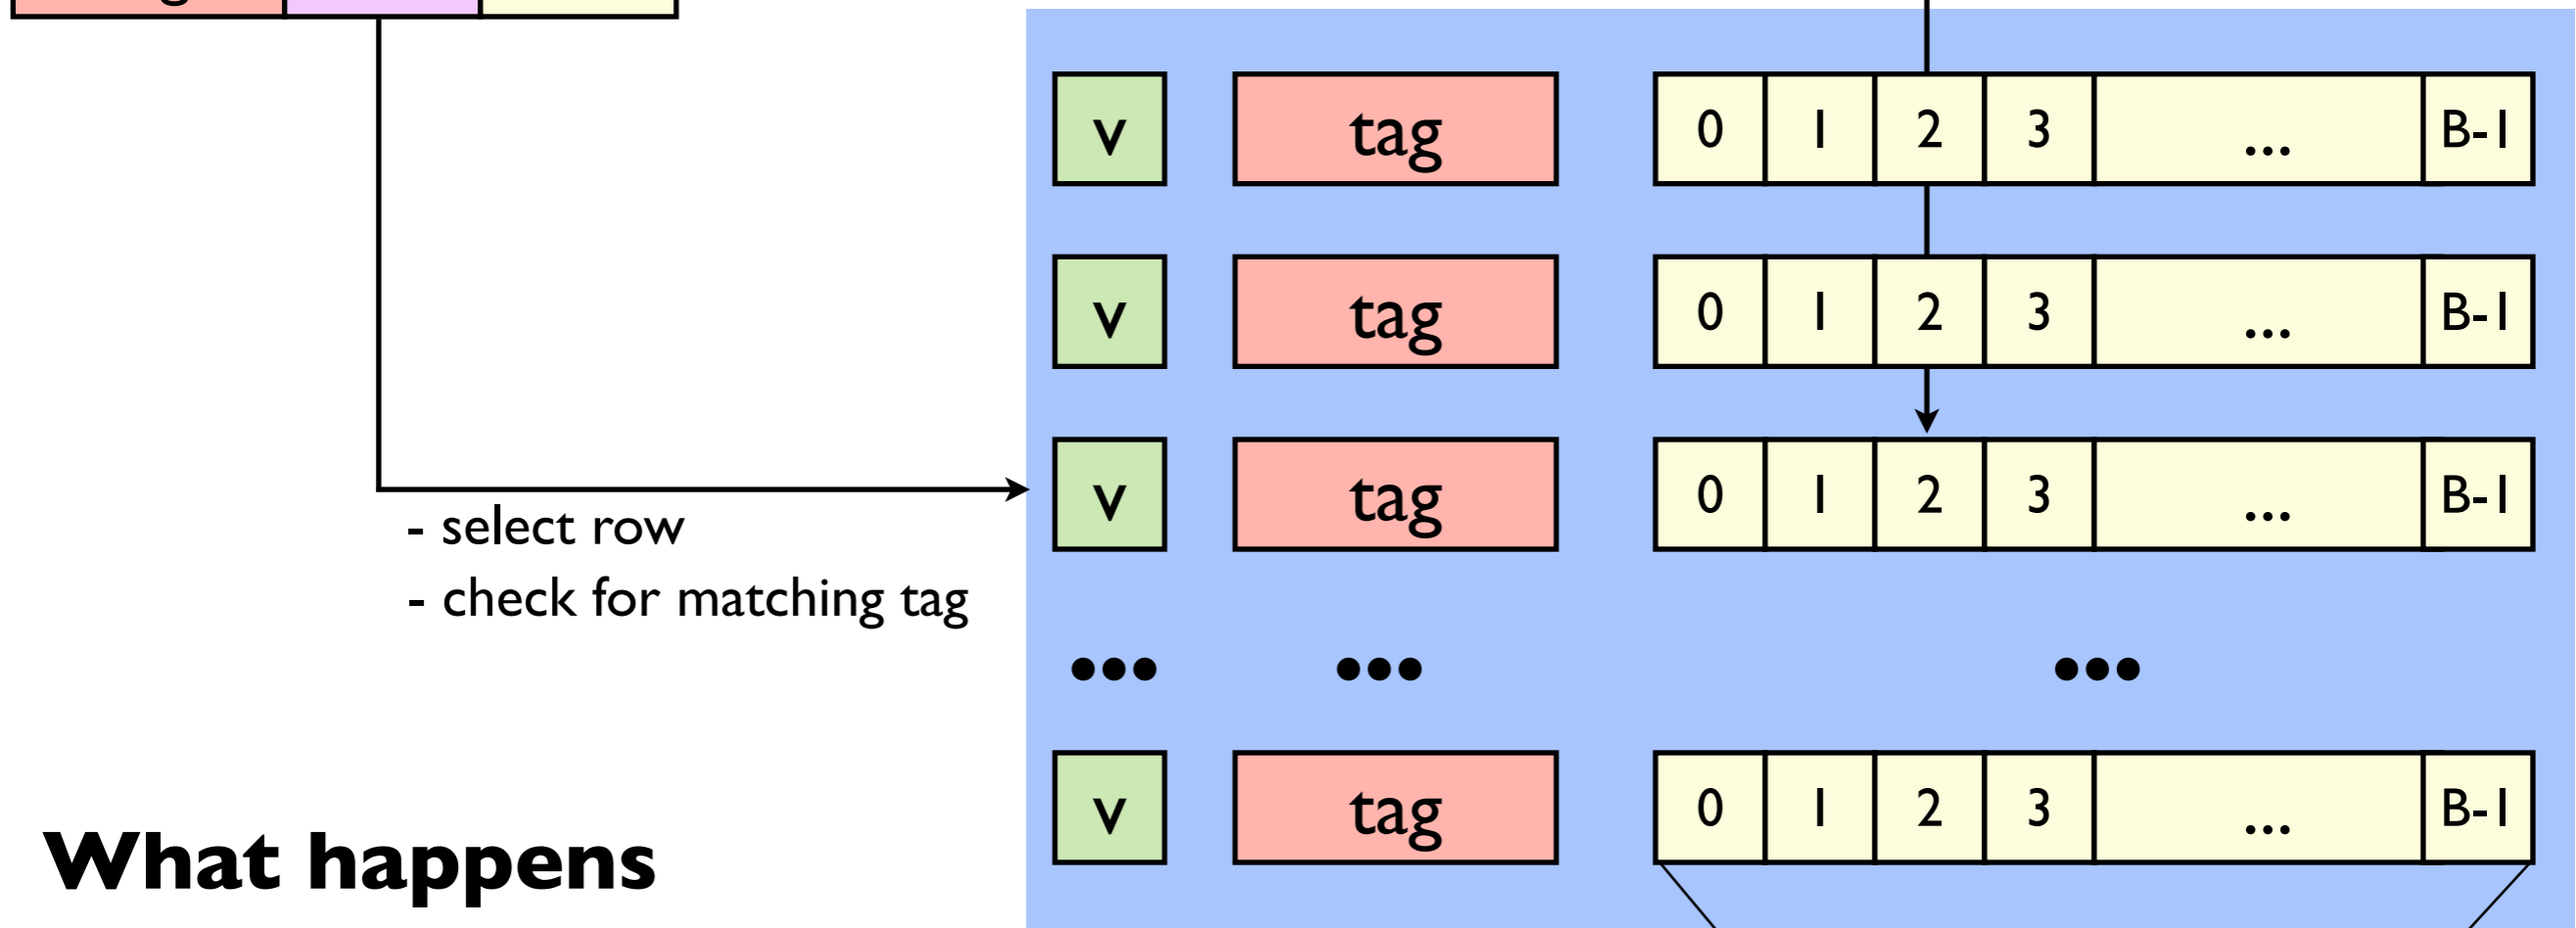 v tag 0 1 2 3 ... B-1
v tag 0 1 2 3 ... B-1
v tag 0 1 2 3 ... B-1
- select row
- check for matching tag
••• ••• •••
v tag 0 1 2 3 ... B-1
What happens